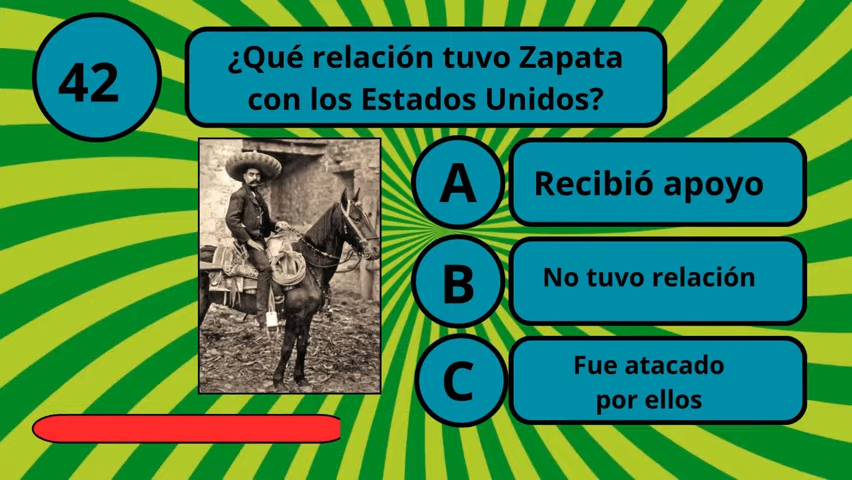 42
¿Qué relación tuvo Zapata
con los Estados Unidos?
A
Recibió apoyo
B
No tuvo relación
C
Fue atacado
por ellos